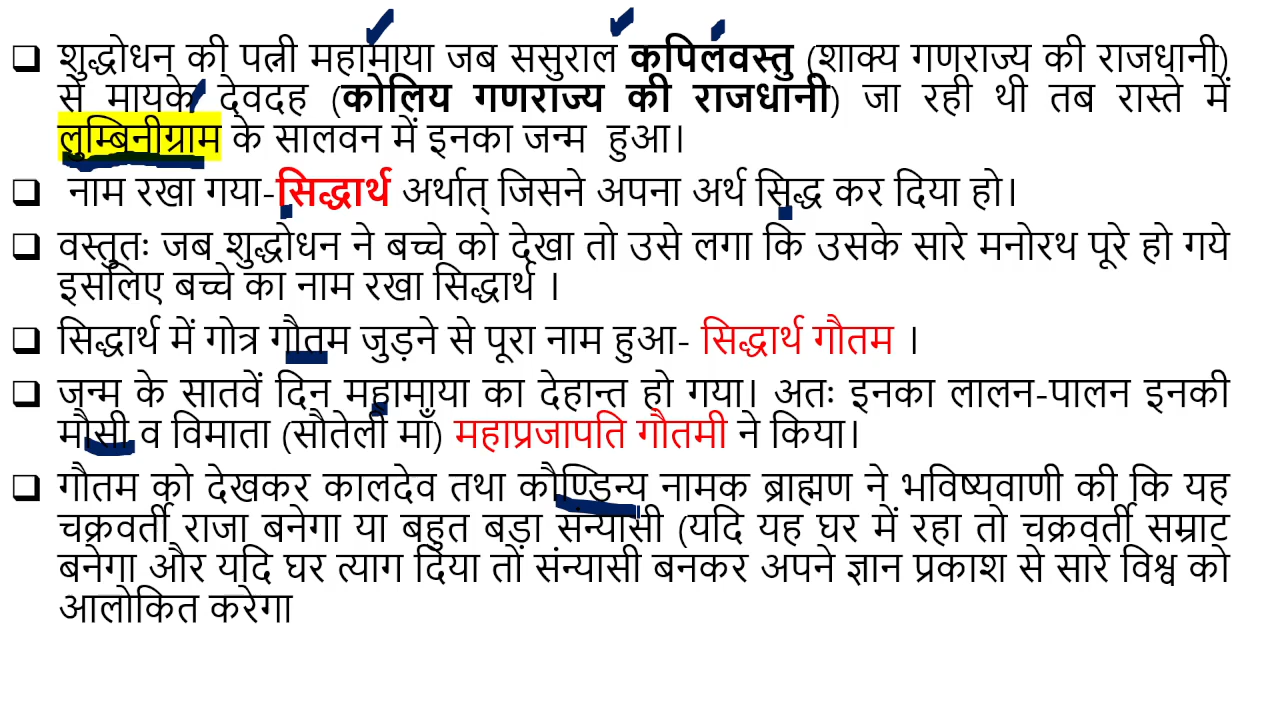 ❑ शुद्धोधन की पत्नी महामाया जब ससुराल कपिलवस्तु (शाक्य गणराज्य की राजधानी)
से मायके देवदह (कोलिय गणराज्य की राजधानी) जा रही थी तब रास्ते में
लुम्बिनीग्राम के सालवन में इनका जन्म हुआ।
❑ नाम रखा गया-सिद्धार्थ अर्थात् जिसने अपना अर्थ सिद्ध कर दिया हो।
❑ वस्तुतः जब शुद्धोधन ने बच्चे को देखा तो उसे लगा कि उसके सारे मनोरथ पूरे हो गये
इसलिए बच्चे का नाम रखा सिद्धार्थ ।
❑ सिद्धार्थ में गोत्र गौतम जुड़ने से पूरा नाम हुआ- सिद्धार्थ गौतम ।
❑ जन्म के सातवें दिन महामाया का देहान्त हो गया। अतः इनका लालन-पालन इनकी
मौसी व विमाता (सौतेली माँ) महाप्रजापति गौतमी ने किया।
❑ गौतम को देखकर कालदेव तथा कौण्डिन्य नामक ब्राह्मण ने भविष्यवाणी की कि यह
चक्रवर्ती राजा बनेगा या बहुत बड़ा संन्यासी (यदि यह घर में रहा तो चक्रवर्ती सम्राट
बनेगा और यदि घर त्याग दिया तो संन्यासी बनकर अपने ज्ञान प्रकाश से सारे विश्व को
आलोकित करेगा